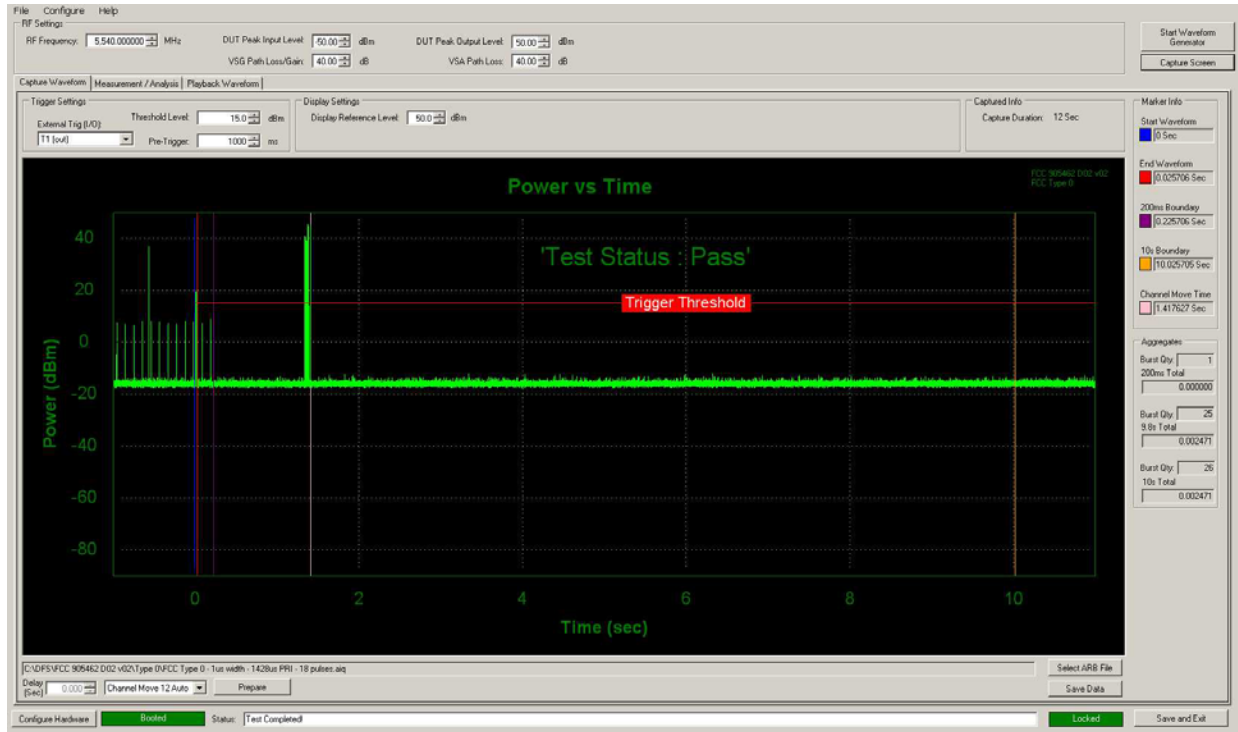 File Configure Help
RF Settings
RF Frequency: 5,540.000000 MHz DUT Peak Input Level: -50.00 dBm DUT Peak Output Level: 50.00 dBm
VSG Path Loss/Gain: 40.00 dB VSA Path Loss: 40.00 dB
Start Waveform Generator
Capture Screen
Capture Waveform Measurement / Analysis Playback Waveform
Trigger Settings
External Trig (I/O): T1 (out)
Threshold Level: 15.0 dBm
Pre-Trigger: 1000 ms
Display Settings
Display Reference Level: 50.0 dBm
Captured Info
Capture Duration: 12 Sec
Power vs Time
FCC 905462 D02 v02
FCC Type 0
'Test Status : Pass'
Trigger Threshold
Power (dBm)
40
20
0
-20
-40
-60
-80
0 2 4 6 8 10
Time (sec)
Marker Info
Start Waveform
0 Sec
End Waveform
0.025706 Sec
200ms Boundary
0.225706 Sec
10s Boundary
10.025705 Sec
Channel Move Time
1.417627 Sec
Aggregates
Burst Qty: 1
200ms Total
0.000000
Burst Qty: 25
9.8s Total
0.002471
Burst Qty: 26
10s Total
0.002471
C:\DFS\FCC 905462 D02 v02\Type 0\FCC Type 0 - 1us width - 1428us PRI - 18 pulses.aiq
Select ARB File
Delay (Sec) 0.000 Channel Move 12 Auto Prepare
Save Data
Configure Hardware Booted Status: Test Completed! Locked Save and Exit